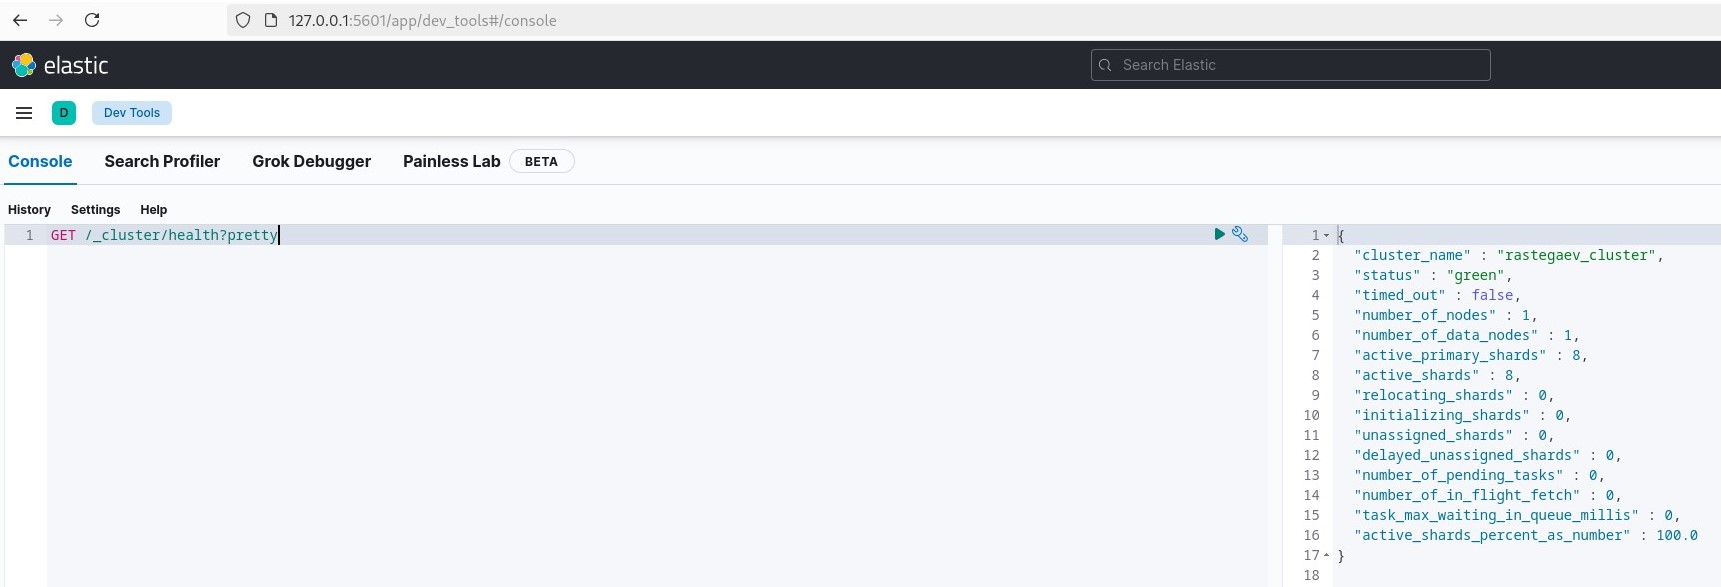 127.0.0.1:5601/app/dev_tools#/console
elastic
Search Elastic
D
Dev Tools
Console
Search Profiler
Grok Debugger
Painless Lab
BETA
History
Settings
Help
1 GET /_cluster/health?pretty
1 {
2 "cluster_name" : "rastegaev_cluster",
3 "status" : "green",
4 "timed_out" : false,
5 "number_of_nodes" : 1,
6 "number_of_data_nodes" : 1,
7 "active_primary_shards" : 8,
8 "active_shards" : 8,
9 "relocating_shards" : 0,
10 "initializing_shards" : 0,
11 "unassigned_shards" : 0,
12 "delayed_unassigned_shards" : 0,
13 "number_of_pending_tasks" : 0,
14 "number_of_in_flight_fetch" : 0,
15 "task_max_waiting_in_queue_millis" : 0,
16 "active_shards_percent_as_number" : 100.0
17 }
18